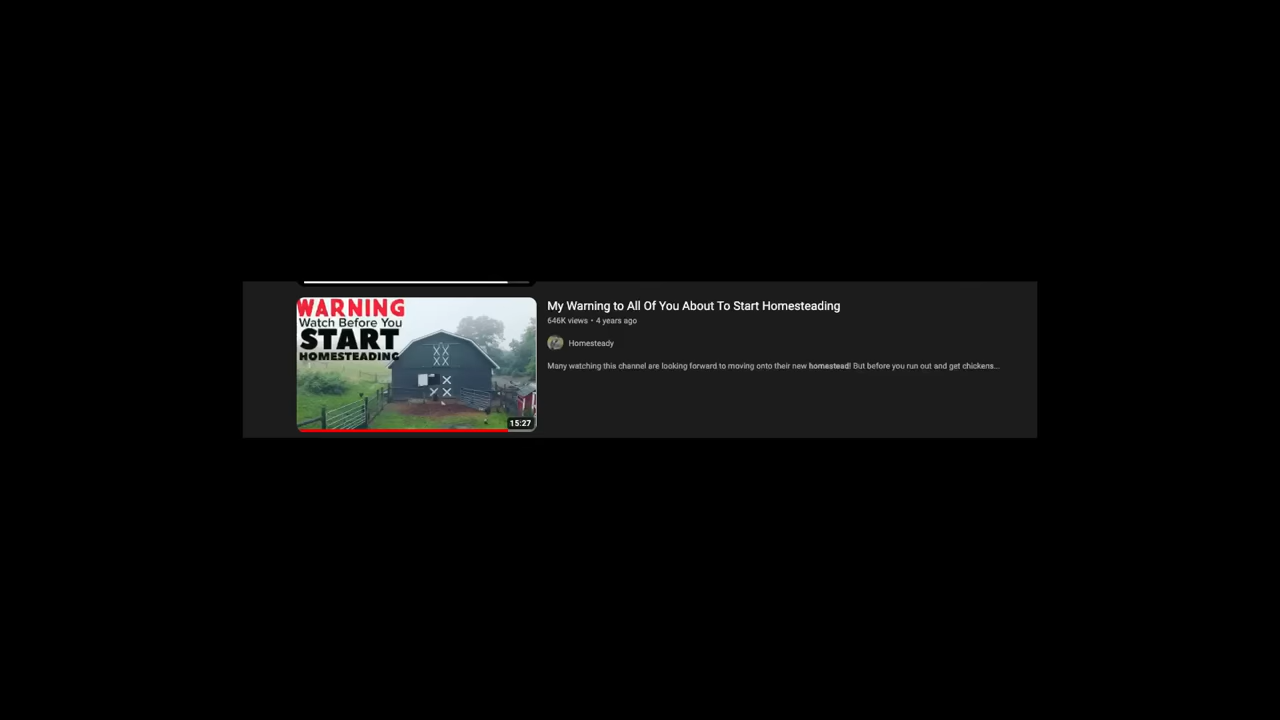 WARNING
Watch Before You
START
HOMESTEADING
15:27
My Warning to All Of You About To Start Homesteading
646K views • 4 years ago
Homesteady
Many watching this channel are looking forward to moving onto their new homestead! But before you run out and get chickens...